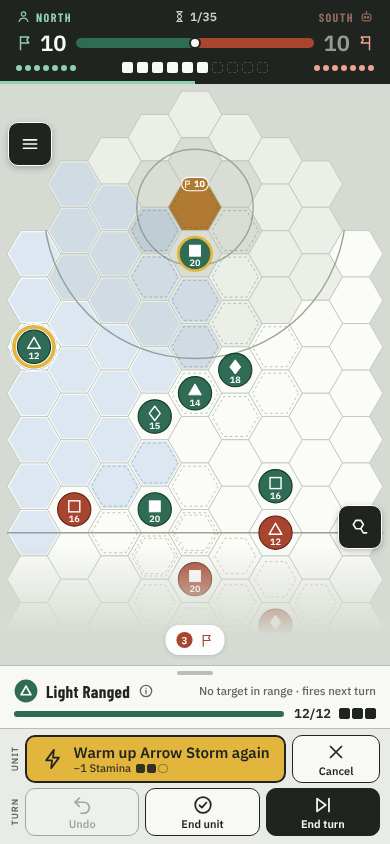 NORTH
1/35
SOUTH
10
10
10
20
12
18
14
15
16
16
20
12
20
3
Light Ranged
No target in range · fires next turn
12/12
UNIT
Warm up Arrow Storm again
−1 Stamina
Cancel
TURN
Undo
End unit
End turn